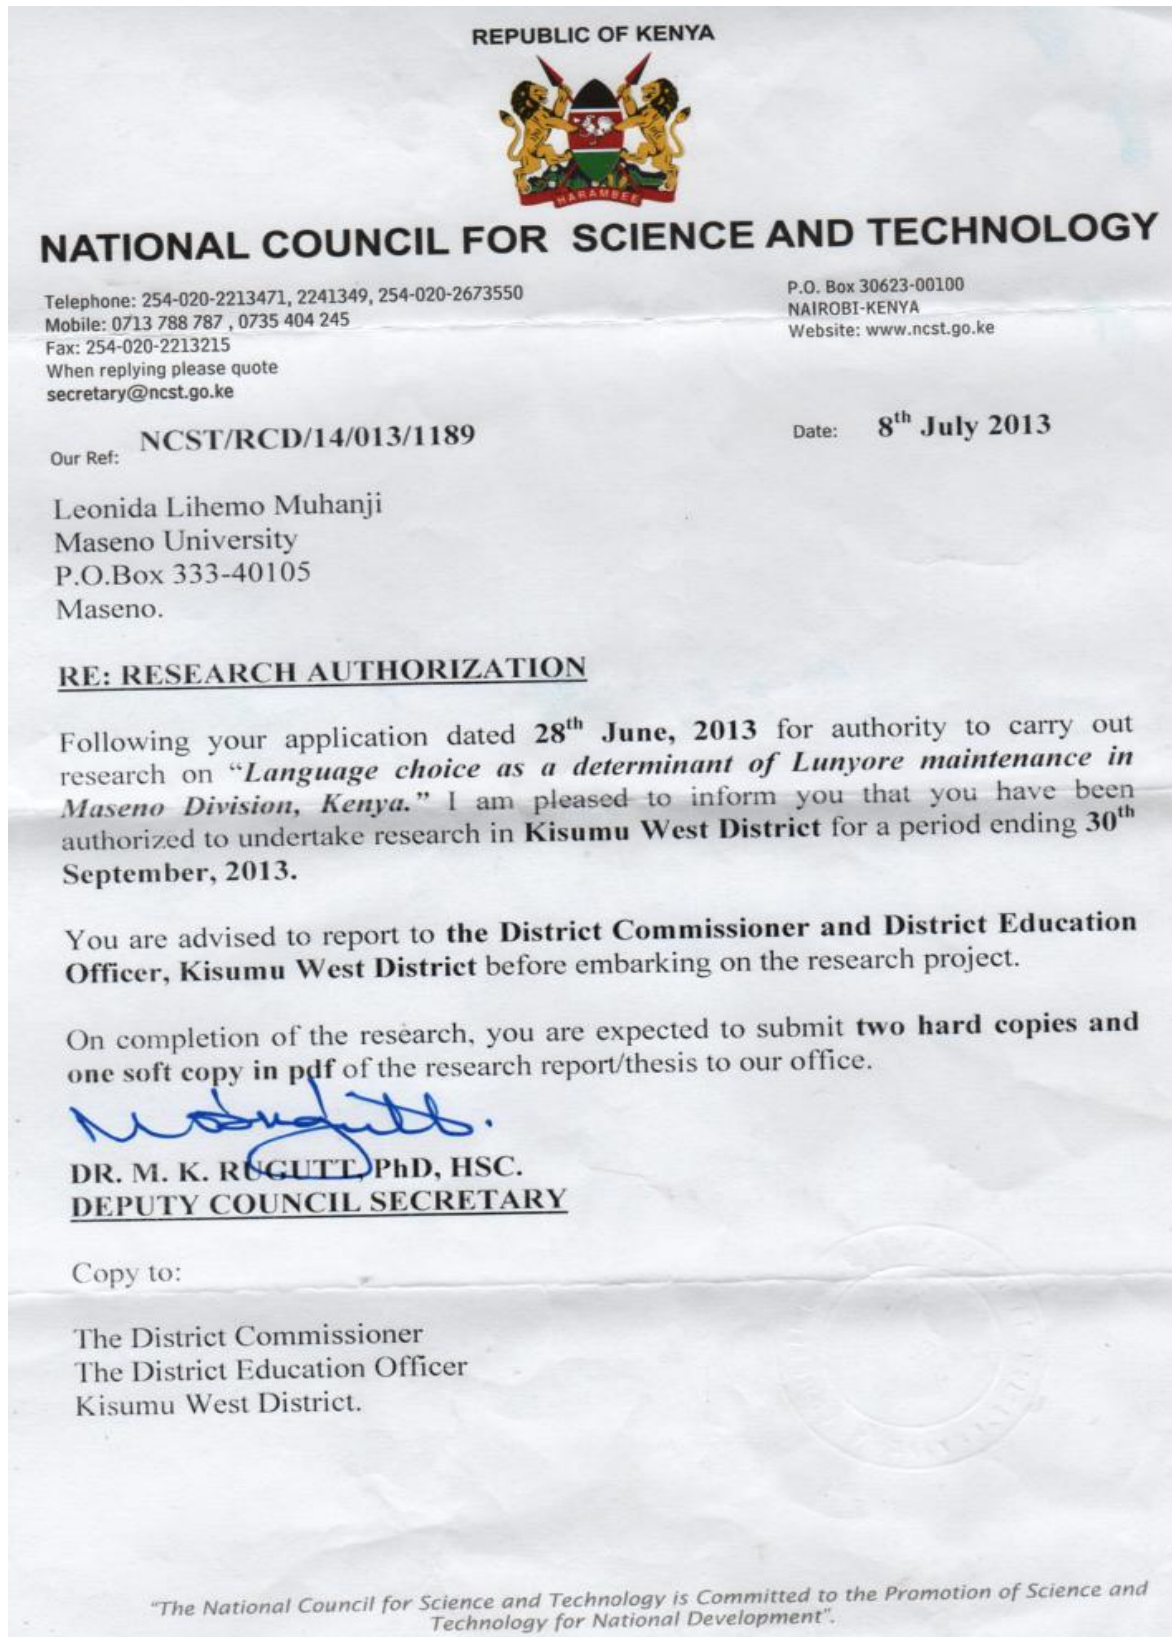 REPUBLIC OF KENYA
HARAMBEE
NATIONAL COUNCIL FOR SCIENCE AND TECHNOLOGY
Telephone: 254-020-2213471, 2241349, 254-020-2673550
Mobile: 0713 788 787 , 0735 404 245
Fax: 254-020-2213215
When replying please quote
secretary@ncst.go.ke
P.O. Box 30623-00100
NAIROBI-KENYA
Website: www.ncst.go.ke
Our Ref: NCST/RCD/14/013/1189
Date: 8th July 2013
Leonida Lihemo Muhanji
Maseno University
P.O.Box 333-40105
Maseno.
RE: RESEARCH AUTHORIZATION
Following your application dated 28th June, 2013 for authority to carry out
research on "Language choice as a determinant of Lunyore maintenance in
Maseno Division, Kenya." I am pleased to inform you that you have been
authorized to undertake research in Kisumu West District for a period ending 30th
September, 2013.
You are advised to report to the District Commissioner and District Education
Officer, Kisumu West District before embarking on the research project.
On completion of the research, you are expected to submit two hard copies and
one soft copy in pdf of the research report/thesis to our office.
DR. M. K. RUGUTT, PhD, HSC.
DEPUTY COUNCIL SECRETARY
Copy to:
The District Commissioner
The District Education Officer
Kisumu West District.
"The National Council for Science and Technology is Committed to the Promotion of Science and
Technology for National Development".